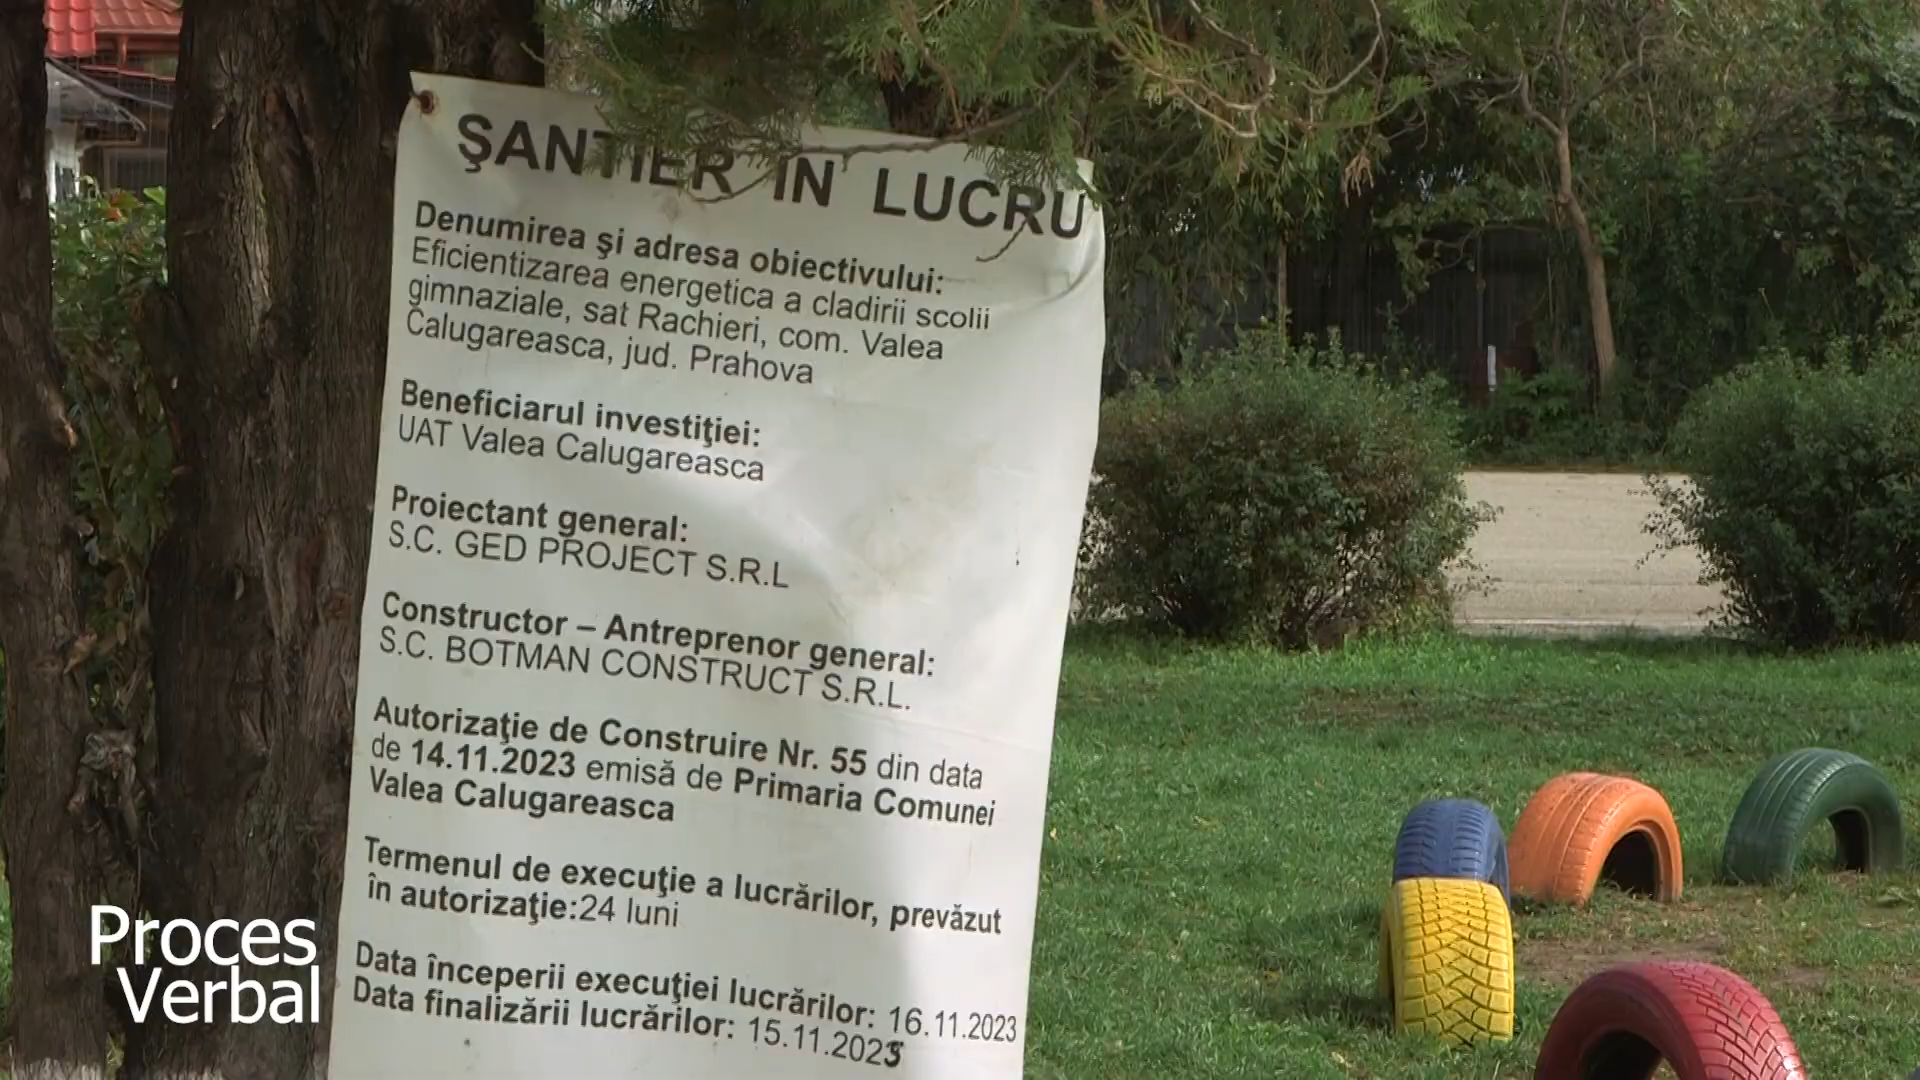 ŞANTIER IN LUCRU
Denumirea şi adresa obiectivului:
Eficientizarea energetica a cladirii scolii
gimnaziale, sat Rachieri, com. Valea
Calugareasca, jud. Prahova
Beneficiarul investiţiei:
UAT Valea Calugareasca
Proiectant general:
S.C. GED PROJECT S.R.L
Constructor – Antreprenor general:
S.C. BOTMAN CONSTRUCT S.R.L.
Autorizaţie de Construire Nr. 55 din data
de 14.11.2023 emisă de Primaria Comunei
Valea Calugareasca
Termenul de execuţie a lucrărilor, prevăzut
în autorizaţie:24 luni
Data începerii execuţiei lucrărilor: 16.11.2023
Data finalizării lucrărilor: 15.11.2025
Proces
Verbal